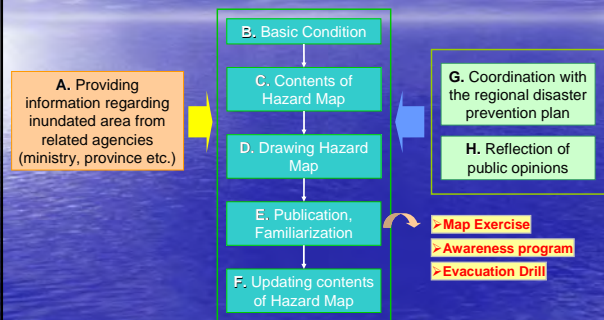 A. Providing
information regarding
inundated area from
related agencies
(ministry, province etc.)
B. Basic Condition
C. Contents of
Hazard Map
D. Drawing Hazard
Map
E. Publication,
Familiarization
F. Updating contents
of Hazard Map
G. Coordination with
the regional disaster
prevention plan
H. Reflection of
public opinions
➢Map Exercise
➢Awareness program
➢Evacuation Drill